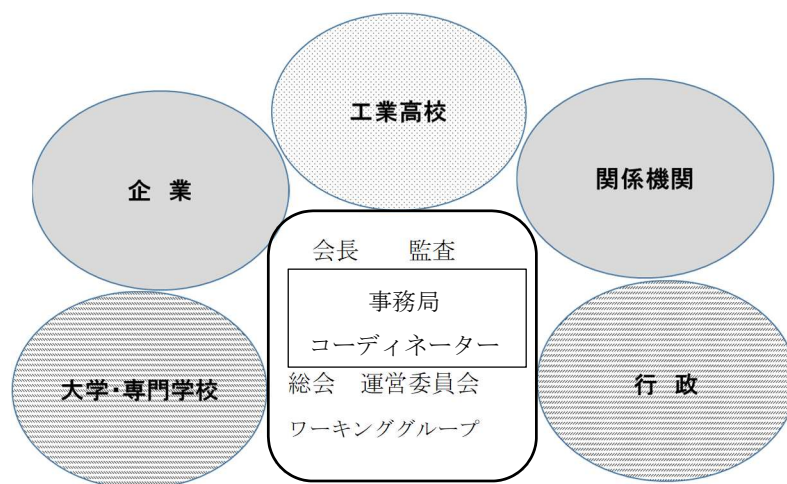 工業高校
企 業
関係機関
会長 監査
事務局
コーディネーター
大学・専門学校
総会 運営委員会
行 政
ワーキンググループ